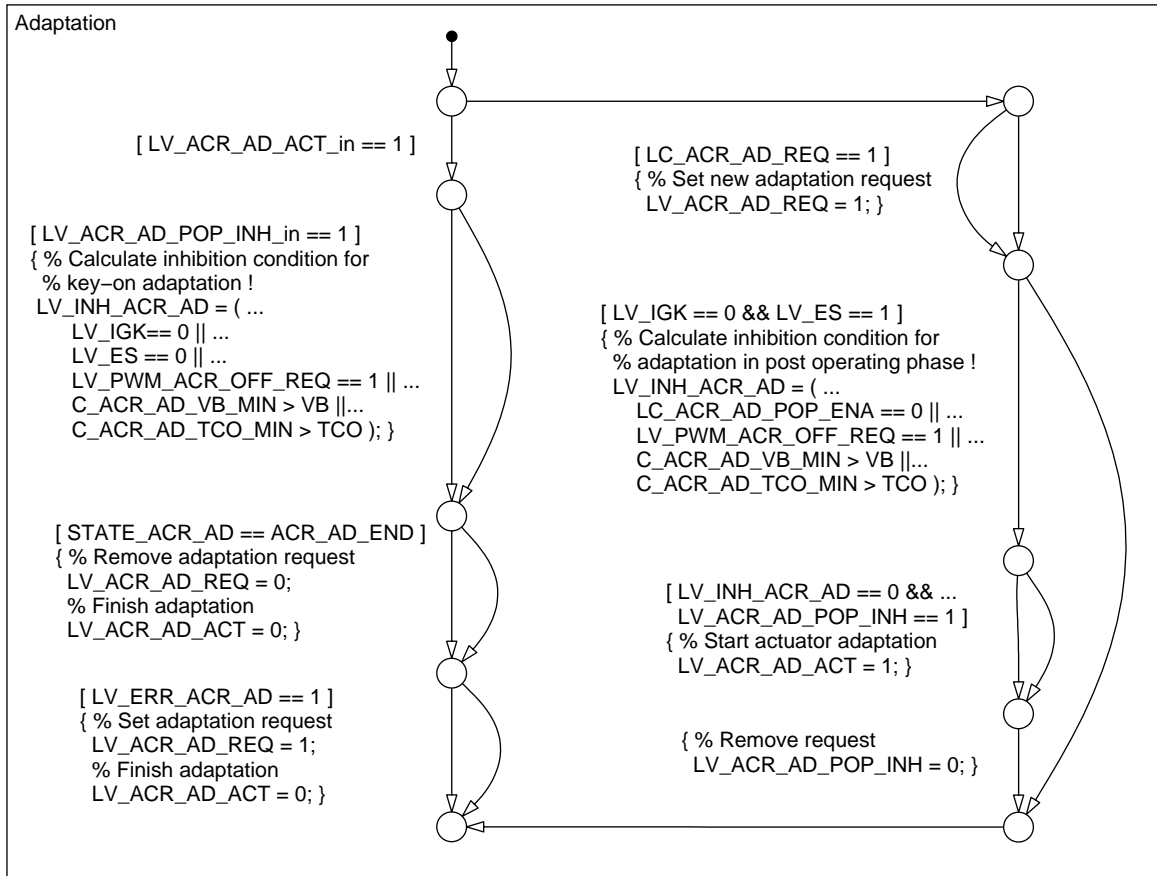 Adaptation
[ LV_ACR_AD_ACT_in == 1 ]
[ LV_ACR_AD_POP_INH_in == 1 ]
{ % Calculate inhibition condition for
% key−on adaptation !
LV_INH_ACR_AD = ( ...
LV_IGK== 0 || ...
LV_ES == 0 || ...
LV_PWM_ACR_OFF_REQ == 1 || ...
C_ACR_AD_VB_MIN > VB ||...
C_ACR_AD_TCO_MIN > TCO ); }
[ STATE_ACR_AD == ACR_AD_END ]
{ % Remove adaptation request
LV_ACR_AD_REQ = 0;
% Finish adaptation
LV_ACR_AD_ACT = 0; }
[ LV_ERR_ACR_AD == 1 ]
{ % Set adaptation request
LV_ACR_AD_REQ = 1;
% Finish adaptation
LV_ACR_AD_ACT = 0; }
[ LC_ACR_AD_REQ == 1 ]
{ % Set new adaptation request
LV_ACR_AD_REQ = 1; }
[ LV_IGK == 0 && LV_ES == 1 ]
{ % Calculate inhibition condition for
% adaptation in post operating phase !
LV_INH_ACR_AD = ( ...
LC_ACR_AD_POP_ENA == 0 || ...
LV_PWM_ACR_OFF_REQ == 1 || ...
C_ACR_AD_VB_MIN > VB ||...
C_ACR_AD_TCO_MIN > TCO ); }
[ LV_INH_ACR_AD == 0 && ...
LV_ACR_AD_POP_INH == 1 ]
{ % Start actuator adaptation
LV_ACR_AD_ACT = 1; }
{ % Remove request
LV_ACR_AD_POP_INH = 0; }